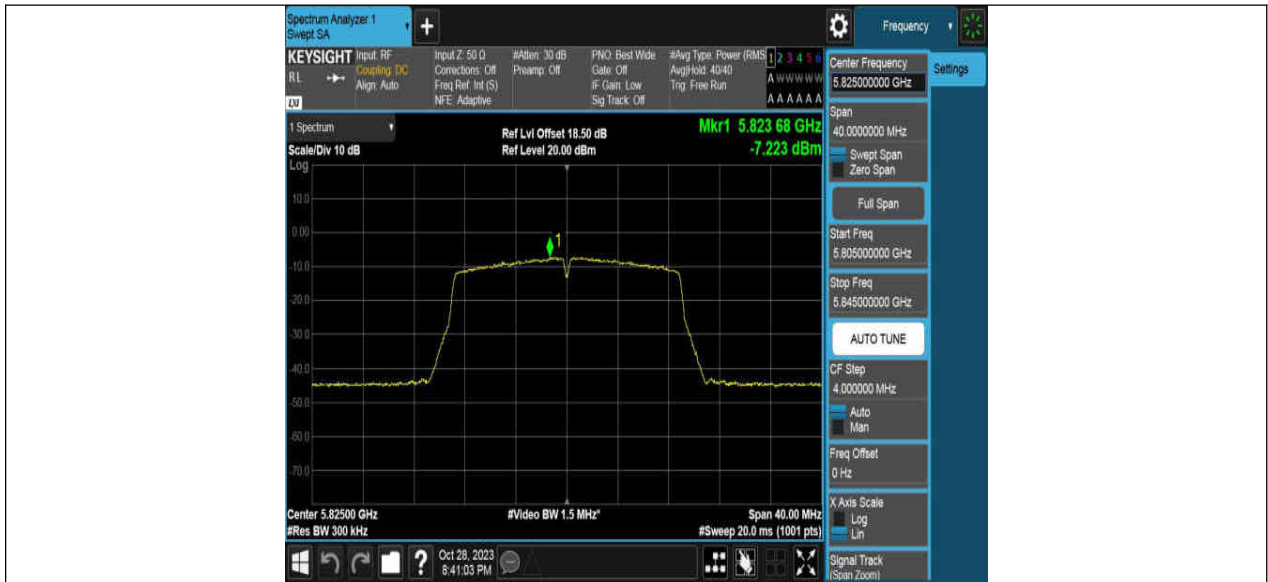 Spectrum Analyzer 1
Swept SA
+
Frequency
KEYSIGHT
RL
LXI
Input: RF
Coupling: DC
Align: Auto
Input Z: 50 Ω
Corrections: Off
Freq Ref: Int (S)
NFE: Adaptive
#Atten: 30 dB
Preamp: Off
PNO: Best Wide
Gate: Off
IF Gain: Low
Sig Track: Off
#Avg Type: Power (RMS
Avg|Hold: 40/40
Trig: Free Run
1 2 3 4 5 6
A W W W W W
A A A A A A
Center Frequency
5.825000000 GHz
Settings
Span
40.0000000 MHz
Swept Span
Zero Span
Full Span
Start Freq
5.805000000 GHz
Stop Freq
5.845000000 GHz
AUTO TUNE
CF Step
4.000000 MHz
Auto
Man
Freq Offset
0 Hz
X Axis Scale
Log
Lin
Signal Track
(Span Zoom)
1 Spectrum
Scale/Div 10 dB
Ref Lvl Offset 18.50 dB
Ref Level 20.00 dBm
Mkr1 5.823 68 GHz
-7.223 dBm
Log
10.0
0.00
-10.0
-20.0
-30.0
-40.0
-50.0
-60.0
-70.0
1
Center 5.82500 GHz
#Res BW 300 kHz
#Video BW 1.5 MHz*
Span 40.00 MHz
#Sweep 20.0 ms (1001 pts)
?
Oct 28, 2023
8:41:03 PM